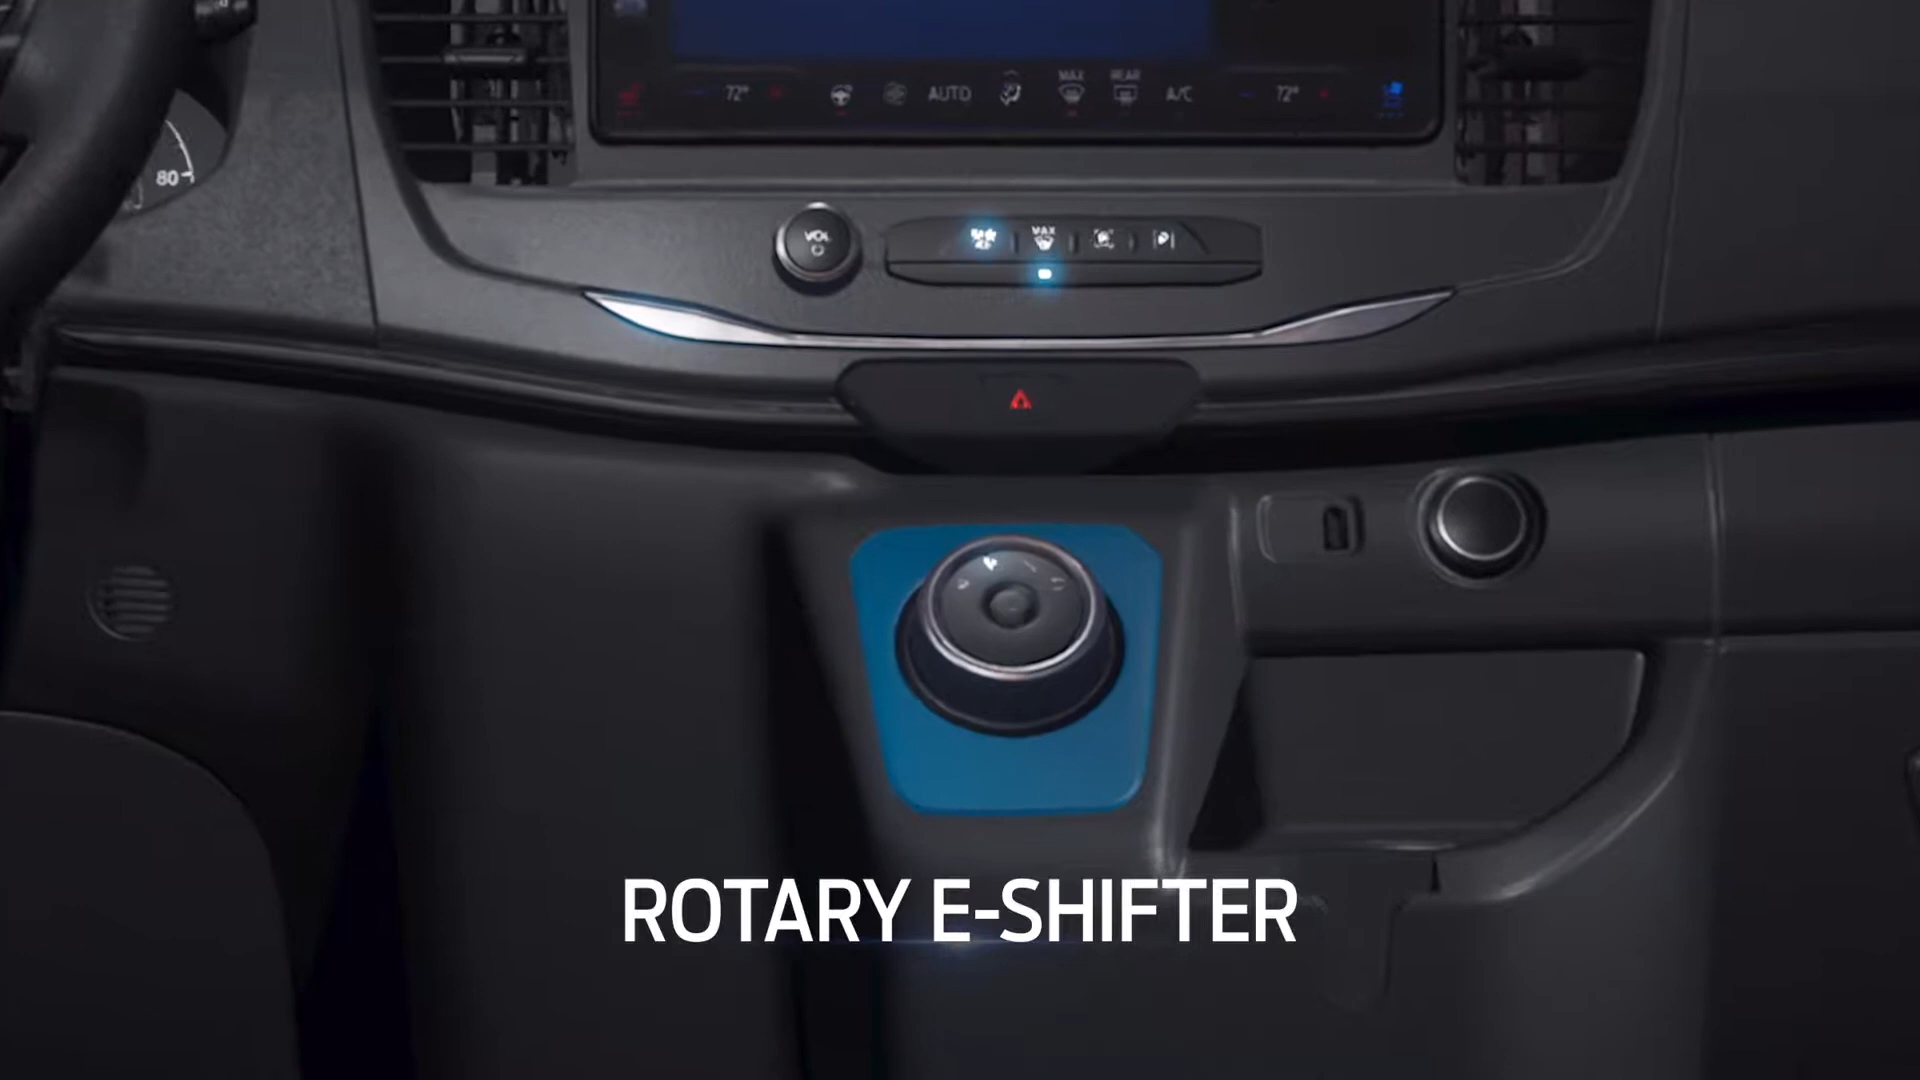 72° AUTO MAX REAR A/C 72°
80
VOL MAX
ROTARY E-SHIFTER